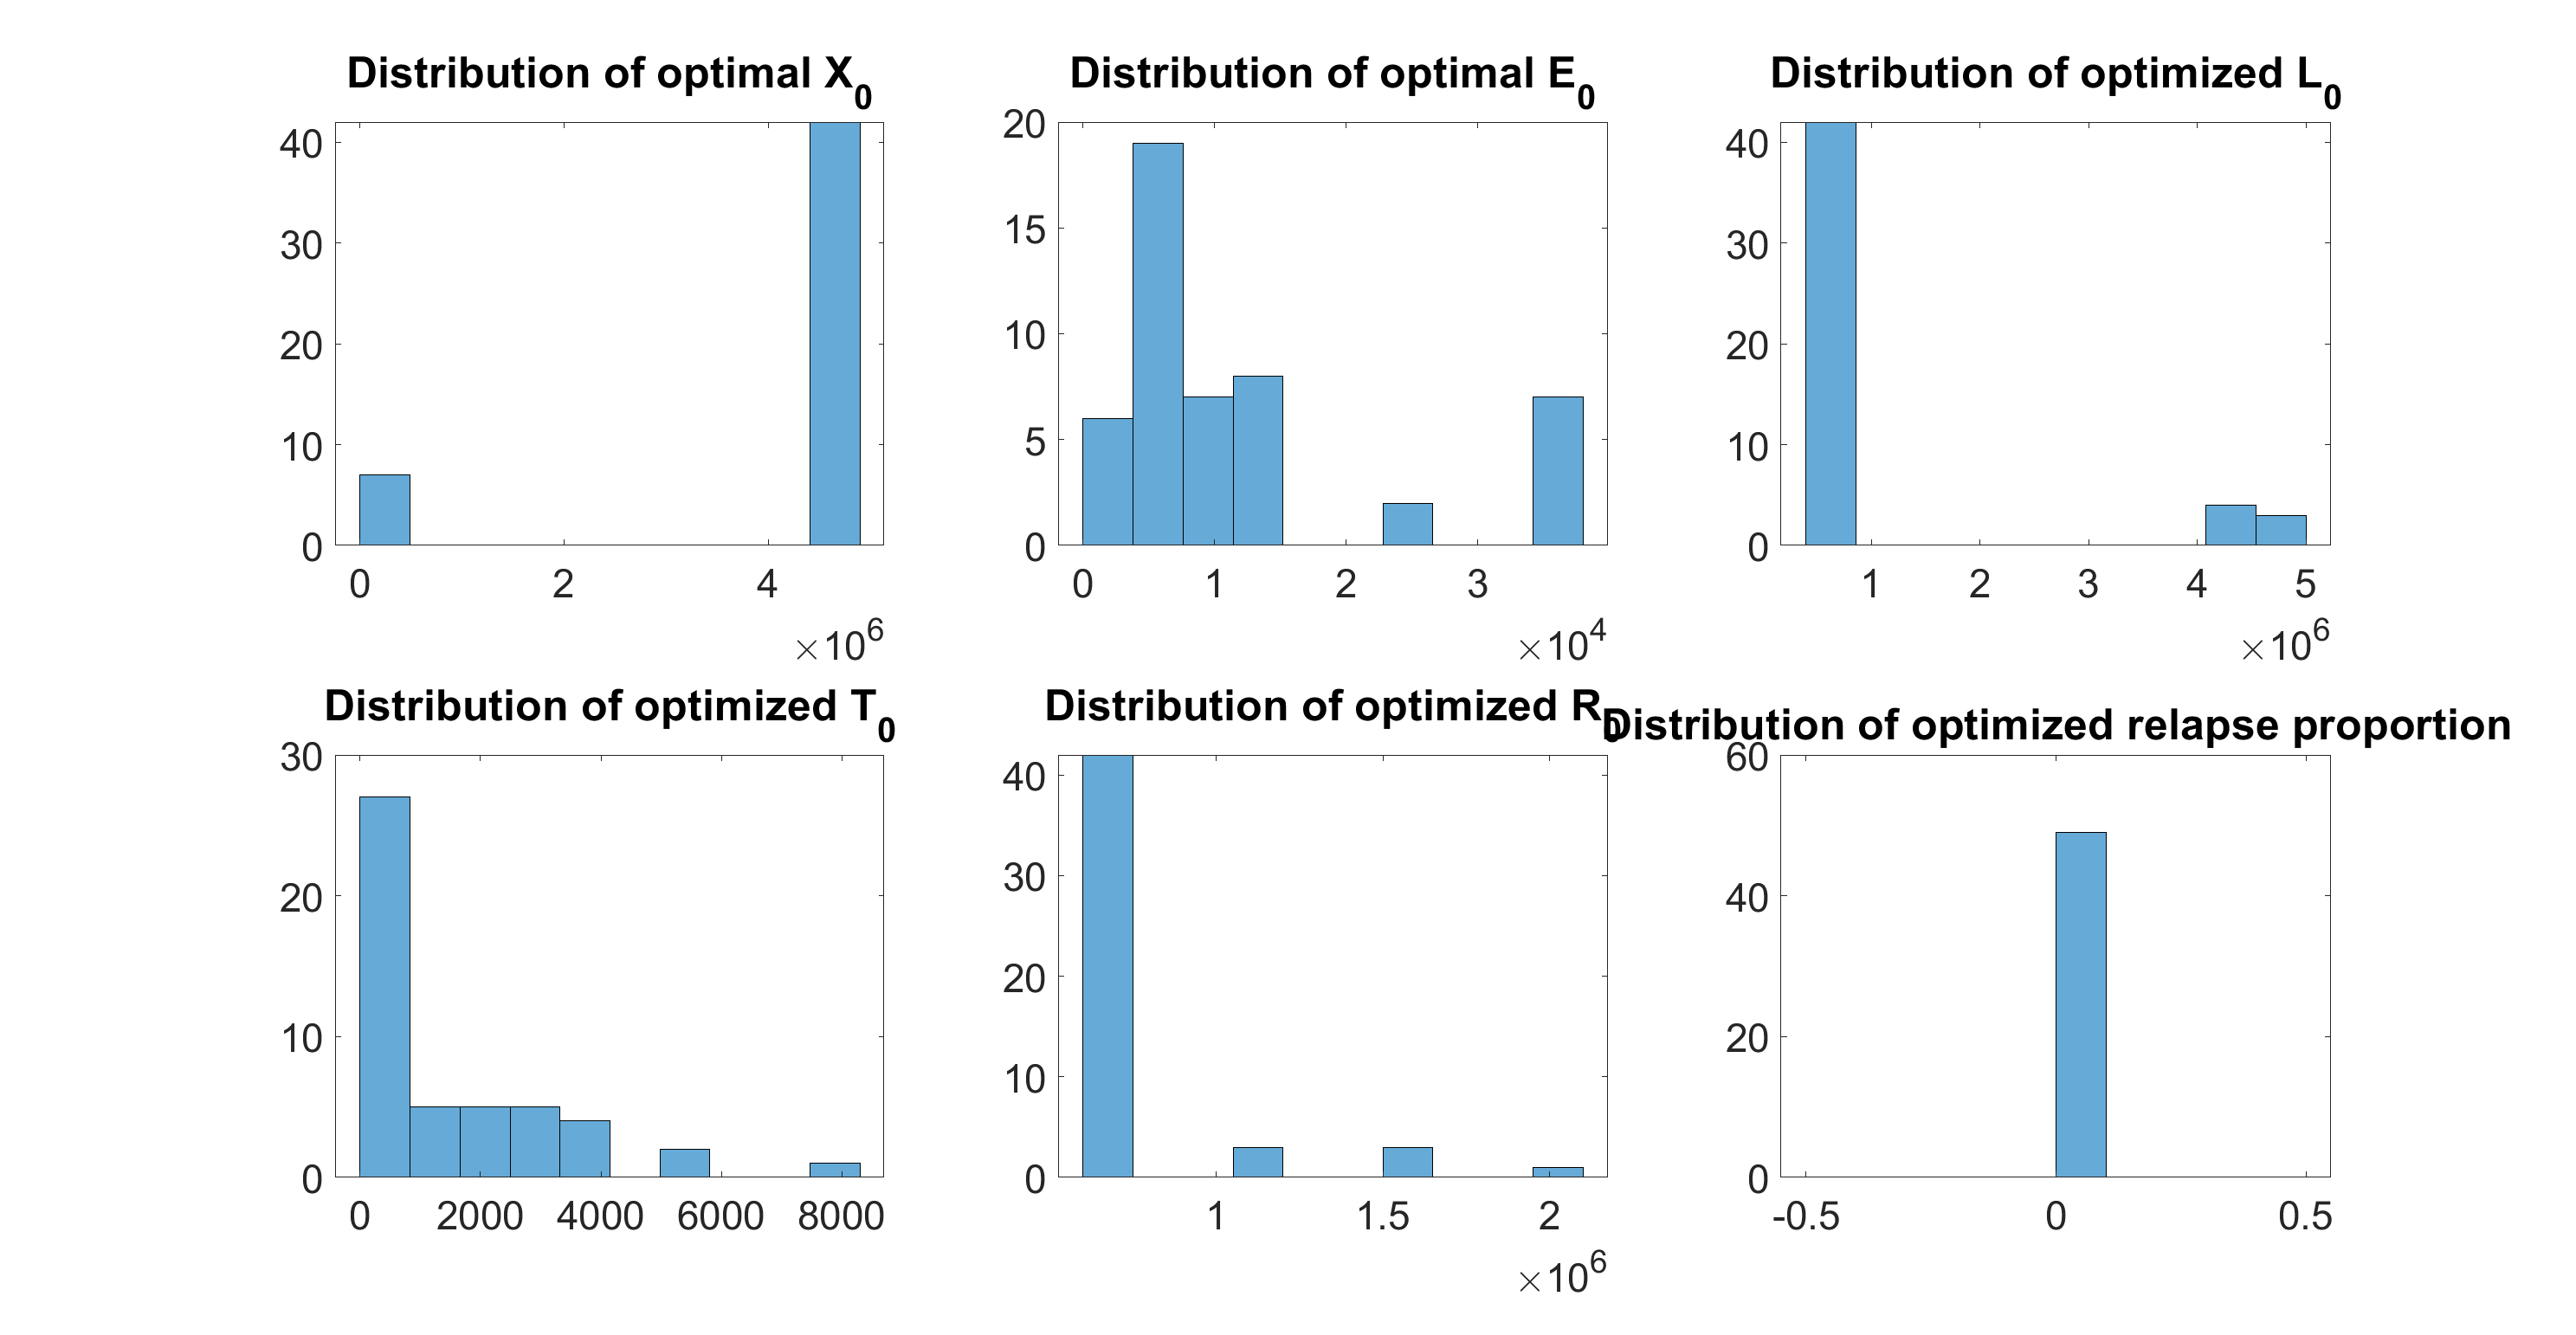 Distribution of optimal X0
40
30
20
10
0
0 2 4
×10^6
Distribution of optimal E0
20
15
10
5
0
0 1 2 3
×10^4
Distribution of optimized L0
40
30
20
10
0
1 2 3 4 5
×10^6
Distribution of optimized T0
30
20
10
0
0 2000 4000 6000 8000
Distribution of optimized R0
40
30
20
10
0
1 1.5 2
×10^6
Distribution of optimized relapse proportion
60
40
20
0
-0.5 0 0.5